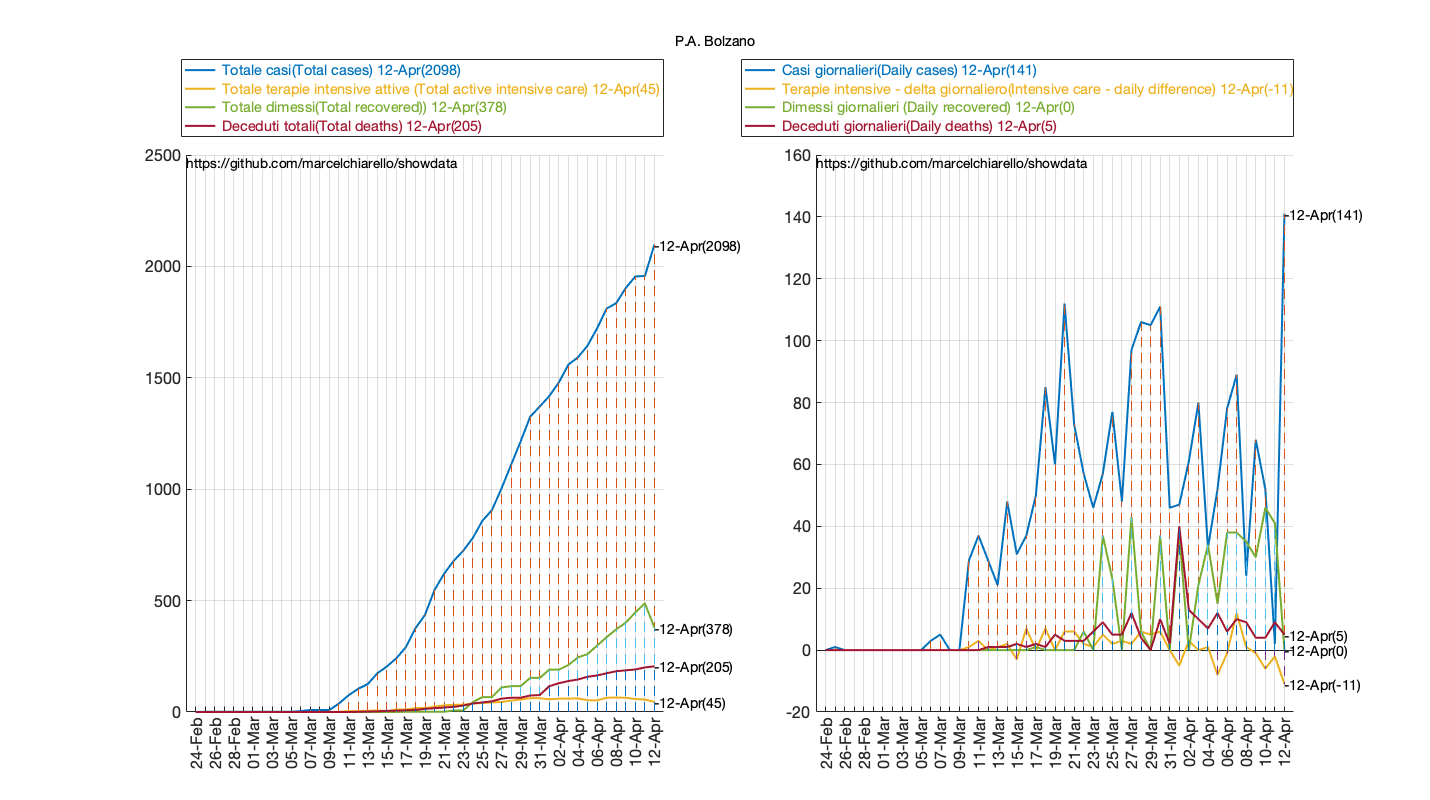 P.A. Bolzano
Totale casi(Total cases) 12-Apr(2098)
Totale terapie intensive attive (Total active intensive care) 12-Apr(45)
Totale dimessi(Total recovered)) 12-Apr(378)
Deceduti totali(Total deaths) 12-Apr(205)
https://github.com/marcelchiarello/showdata
2500
2000
1500
1000
500
0
12-Apr(2098)
12-Apr(378)
12-Apr(205)
12-Apr(45)
24-Feb
26-Feb
28-Feb
01-Mar
03-Mar
05-Mar
07-Mar
09-Mar
11-Mar
13-Mar
15-Mar
17-Mar
19-Mar
21-Mar
23-Mar
25-Mar
27-Mar
29-Mar
31-Mar
02-Apr
04-Apr
06-Apr
08-Apr
10-Apr
12-Apr
Casi giornalieri(Daily cases) 12-Apr(141)
Terapie intensive - delta giornaliero(Intensive care - daily difference) 12-Apr(-11)
Dimessi giornalieri (Daily recovered) 12-Apr(0)
Deceduti giornalieri(Daily deaths) 12-Apr(5)
https://github.com/marcelchiarello/showdata
160
140
120
100
80
60
40
20
0
-20
12-Apr(141)
12-Apr(5)
12-Apr(0)
12-Apr(-11)
24-Feb
26-Feb
28-Feb
01-Mar
03-Mar
05-Mar
07-Mar
09-Mar
11-Mar
13-Mar
15-Mar
17-Mar
19-Mar
21-Mar
23-Mar
25-Mar
27-Mar
29-Mar
31-Mar
02-Apr
04-Apr
06-Apr
08-Apr
10-Apr
12-Apr